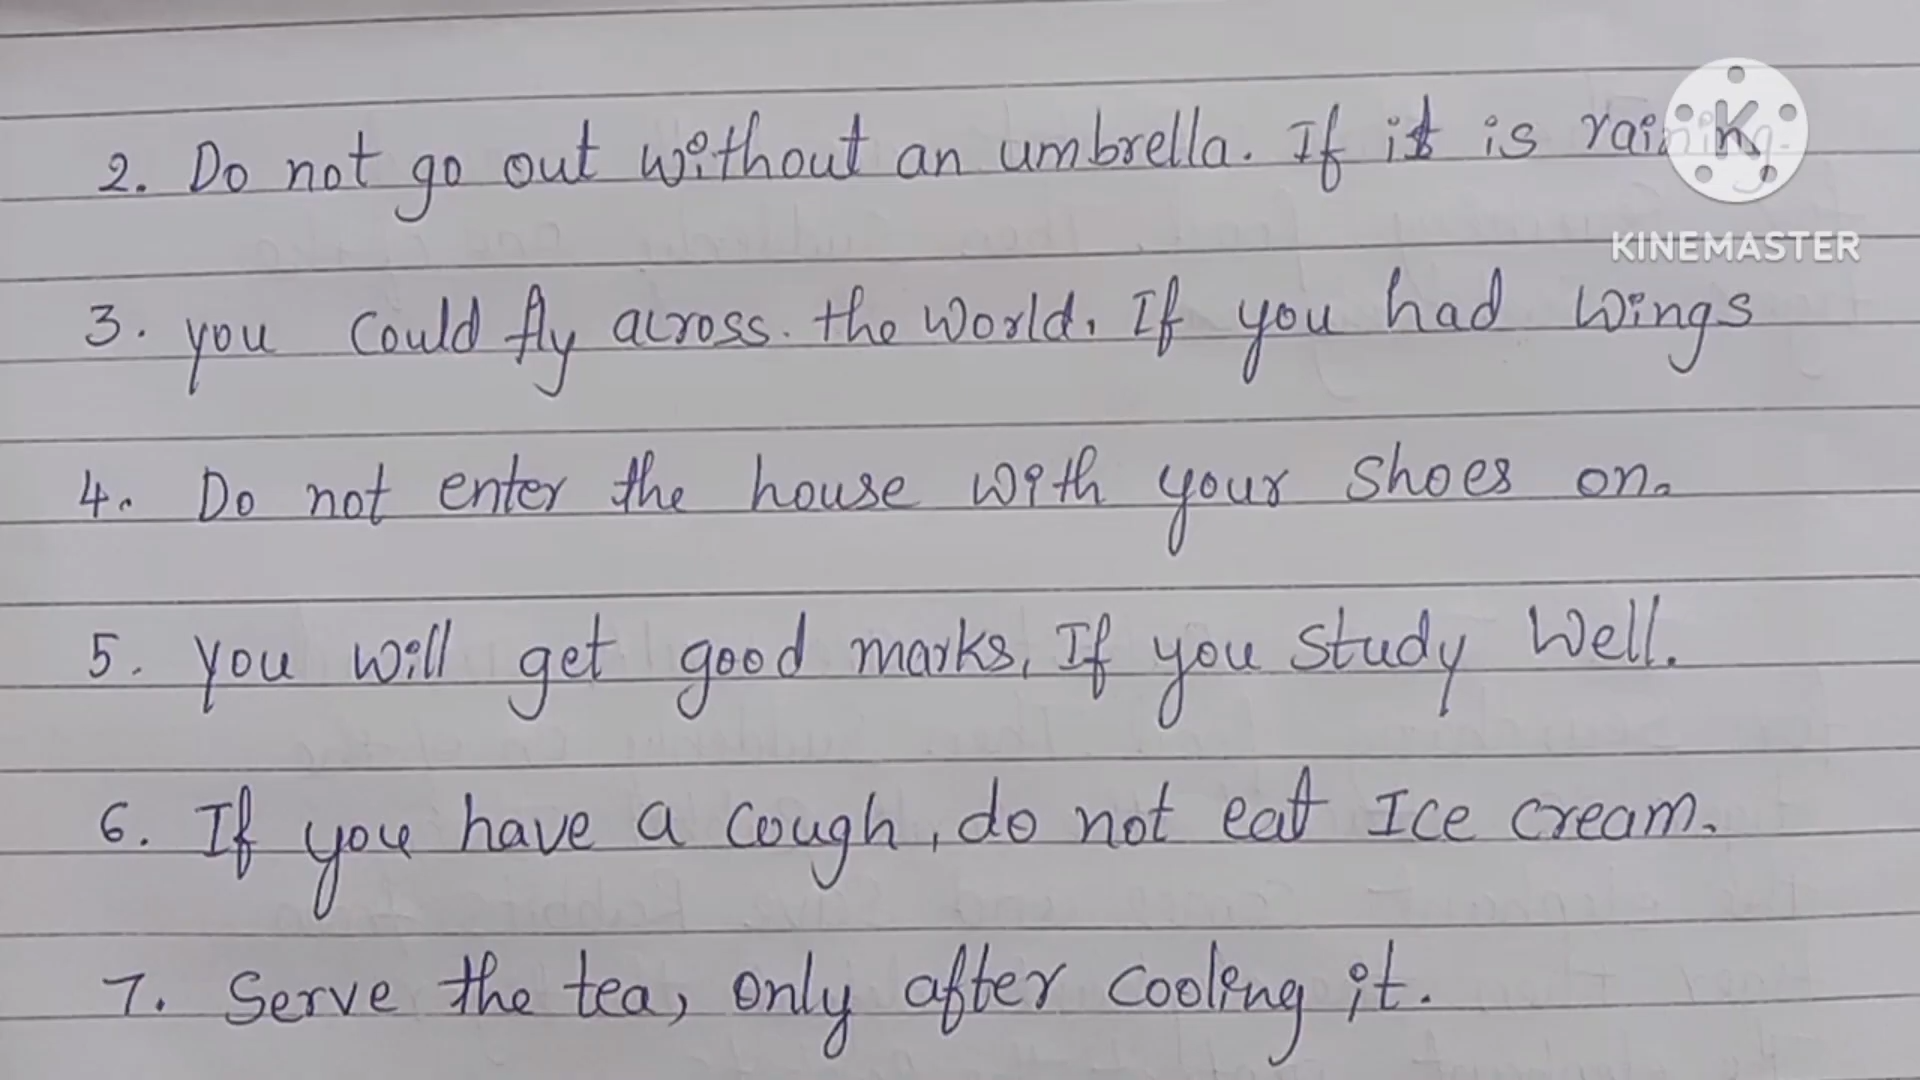 2. Do not go out without an umbrella. If it is raining.
KINEMASTER
3. you could fly across. the world. If you had wings
4. Do not enter the house with your shoes on.
5. You will get good marks, If you study well.
6. If you have a cough, do not eat Ice cream.
7. Serve the tea, only after cooling it.